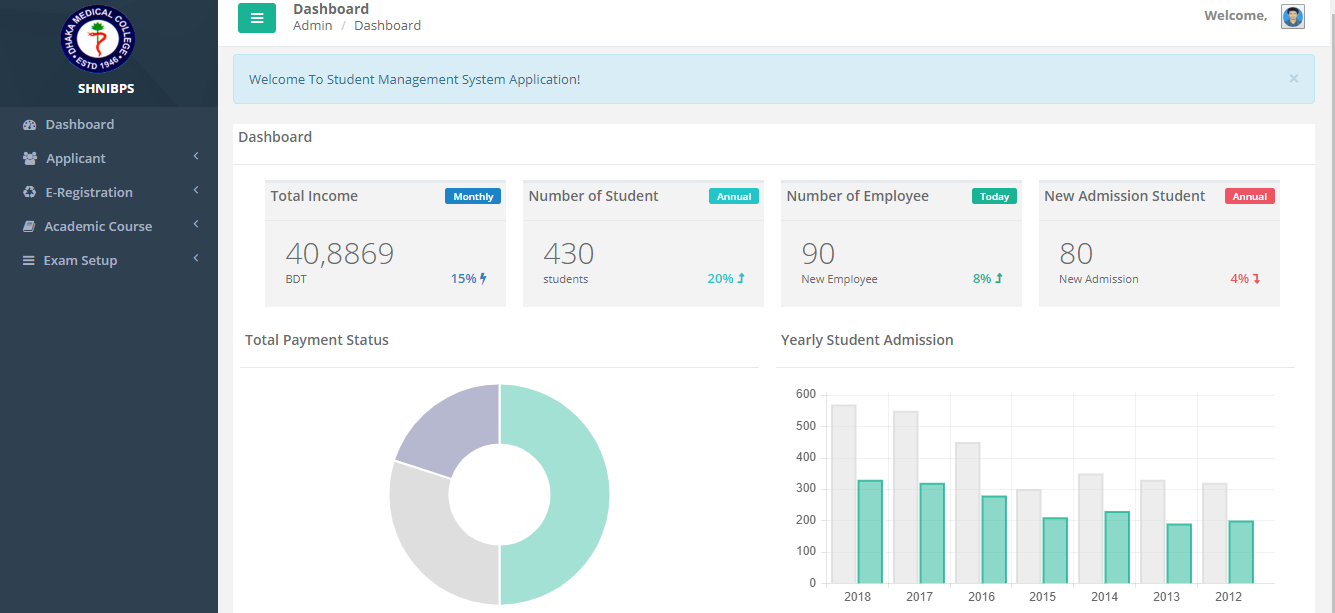 DHAKA MEDICAL COLLEGE
ESTD 1946
SHNIBPS
Dashboard
Applicant
E-Registration
Academic Course
Exam Setup
Dashboard
Admin / Dashboard
Welcome,
Welcome To Student Management System Application!
×
Dashboard
Total Income Monthly
40,8869
BDT 15%
Number of Student Annual
430
students 20%
Number of Employee Today
90
New Employee 8%
New Admission Student Annual
80
New Admission 4%
Total Payment Status
Yearly Student Admission
600
500
400
300
200
100
0
2018 2017 2016 2015 2014 2013 2012